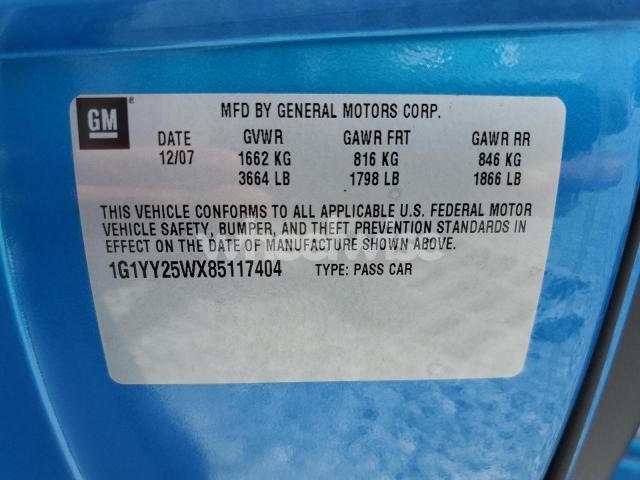 GM ®
MFD BY GENERAL MOTORS CORP.
DATE GVWR GAWR FRT GAWR RR
12/07 1662 KG 816 KG 846 KG
3664 LB 1798 LB 1866 LB
THIS VEHICLE CONFORMS TO ALL APPLICABLE U.S. FEDERAL MOTOR
VEHICLE SAFETY, BUMPER, AND THEFT PREVENTION STANDARDS IN
EFFECT ON THE DATE OF MANUFACTURE SHOWN ABOVE.
1G1YY25WX85117404 TYPE: PASS CAR